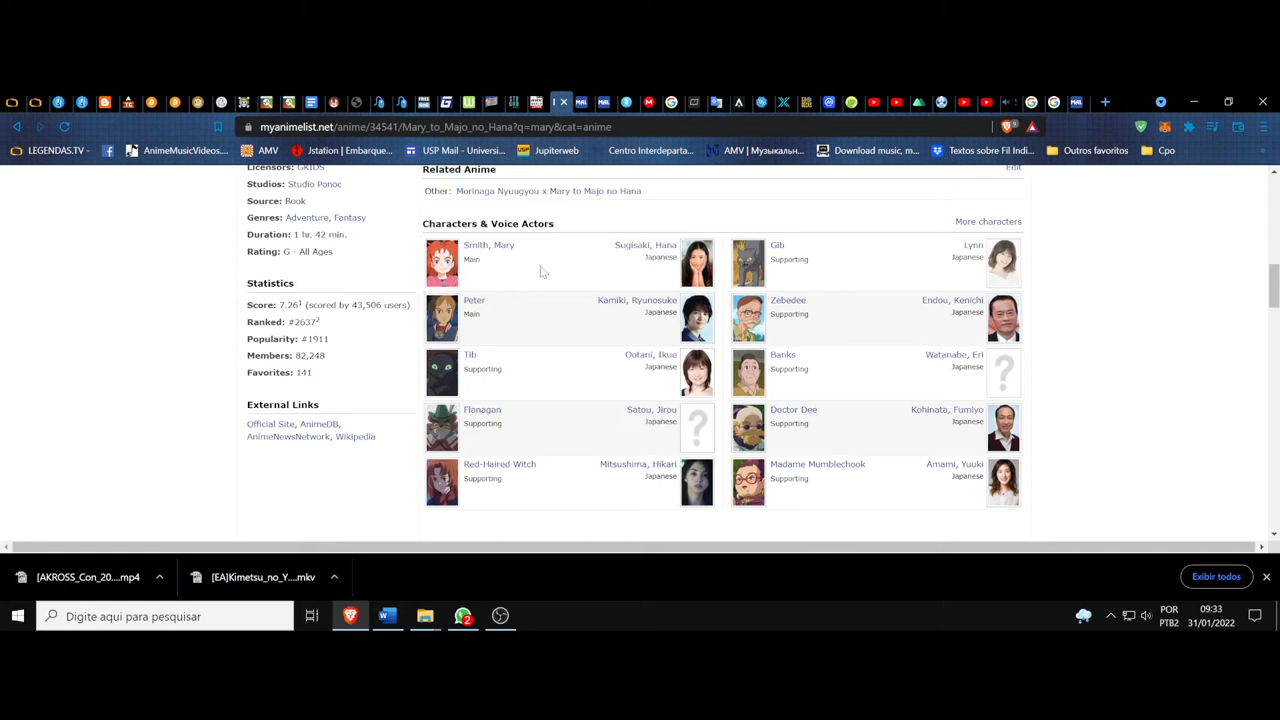 myanimelist.net/anime/34541/Mary_to_Majo_no_Hana?q=mary&cat=anime
LEGENDAS.TV
AnimeMusicVideos...
AMV
Jstation | Embarque...
USP Mail - Universi...
Jupiterweb
Centro Interdeparta...
AMV | Музыкальн...
Download music, m...
Textos sobre Fil Indi...
Outros favoritos
Cpo
Licensors: GKIDS
Studios: Studio Ponoc
Source: Book
Genres: Adventure, Fantasy
Duration: 1 hr. 42 min.
Rating: G - All Ages
Statistics
Score: 7.26¹ (scored by 43,506 users)
Ranked: #2637²
Popularity: #1911
Members: 82,248
Favorites: 141
External Links
Official Site, AnimeDB,
AnimeNewsNetwork, Wikipedia
Related Anime
Edit
Other: Morinaga Nyuugyou x Mary to Majo no Hana
Characters & Voice Actors
More characters
Smith, Mary
Main
Sugisaki, Hana
Japanese
Gib
Supporting
Lynn
Japanese
Peter
Main
Kamiki, Ryunosuke
Japanese
Zebedee
Supporting
Endou, Kenichi
Japanese
Tib
Supporting
Ootani, Ikue
Japanese
Banks
Supporting
Watanabe, Eri
Japanese
Flanagan
Supporting
Satou, Jirou
Japanese
Doctor Dee
Supporting
Kohinata, Fumiyo
Japanese
Red-Haired Witch
Supporting
Mitsushima, Hikari
Japanese
Madame Mumblechook
Supporting
Amami, Yuuki
Japanese
[AKROSS_Con_20....mp4
[EA]Kimetsu_no_Y....mkv
Exibir todos
Digite aqui para pesquisar
2
POR
PTB2
09:33
31/01/2022